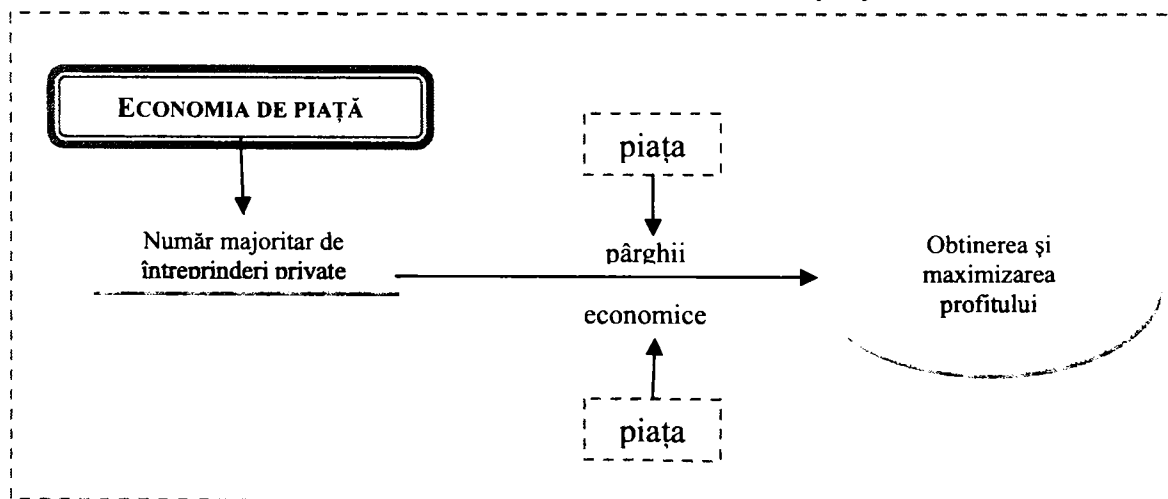 ECONOMIA DE PIAȚĂ
piața
Număr majoritar de
întreprinderi private
pârghii
economice
Obtinerea și
maximizarea
profitului
piața